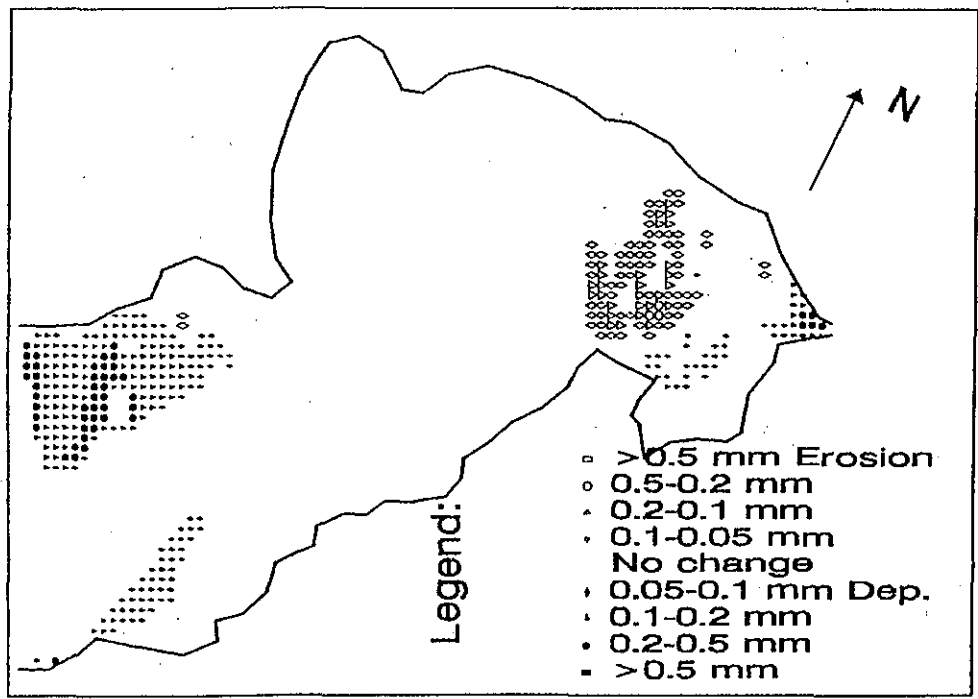 N
Legend:
>0.5 mm Erosion
0.5-0.2 mm
0.2-0.1 mm
0.1-0.05 mm
No change
0.05-0.1 mm Dep.
0.1-0.2 mm
0.2-0.5 mm
>0.5 mm